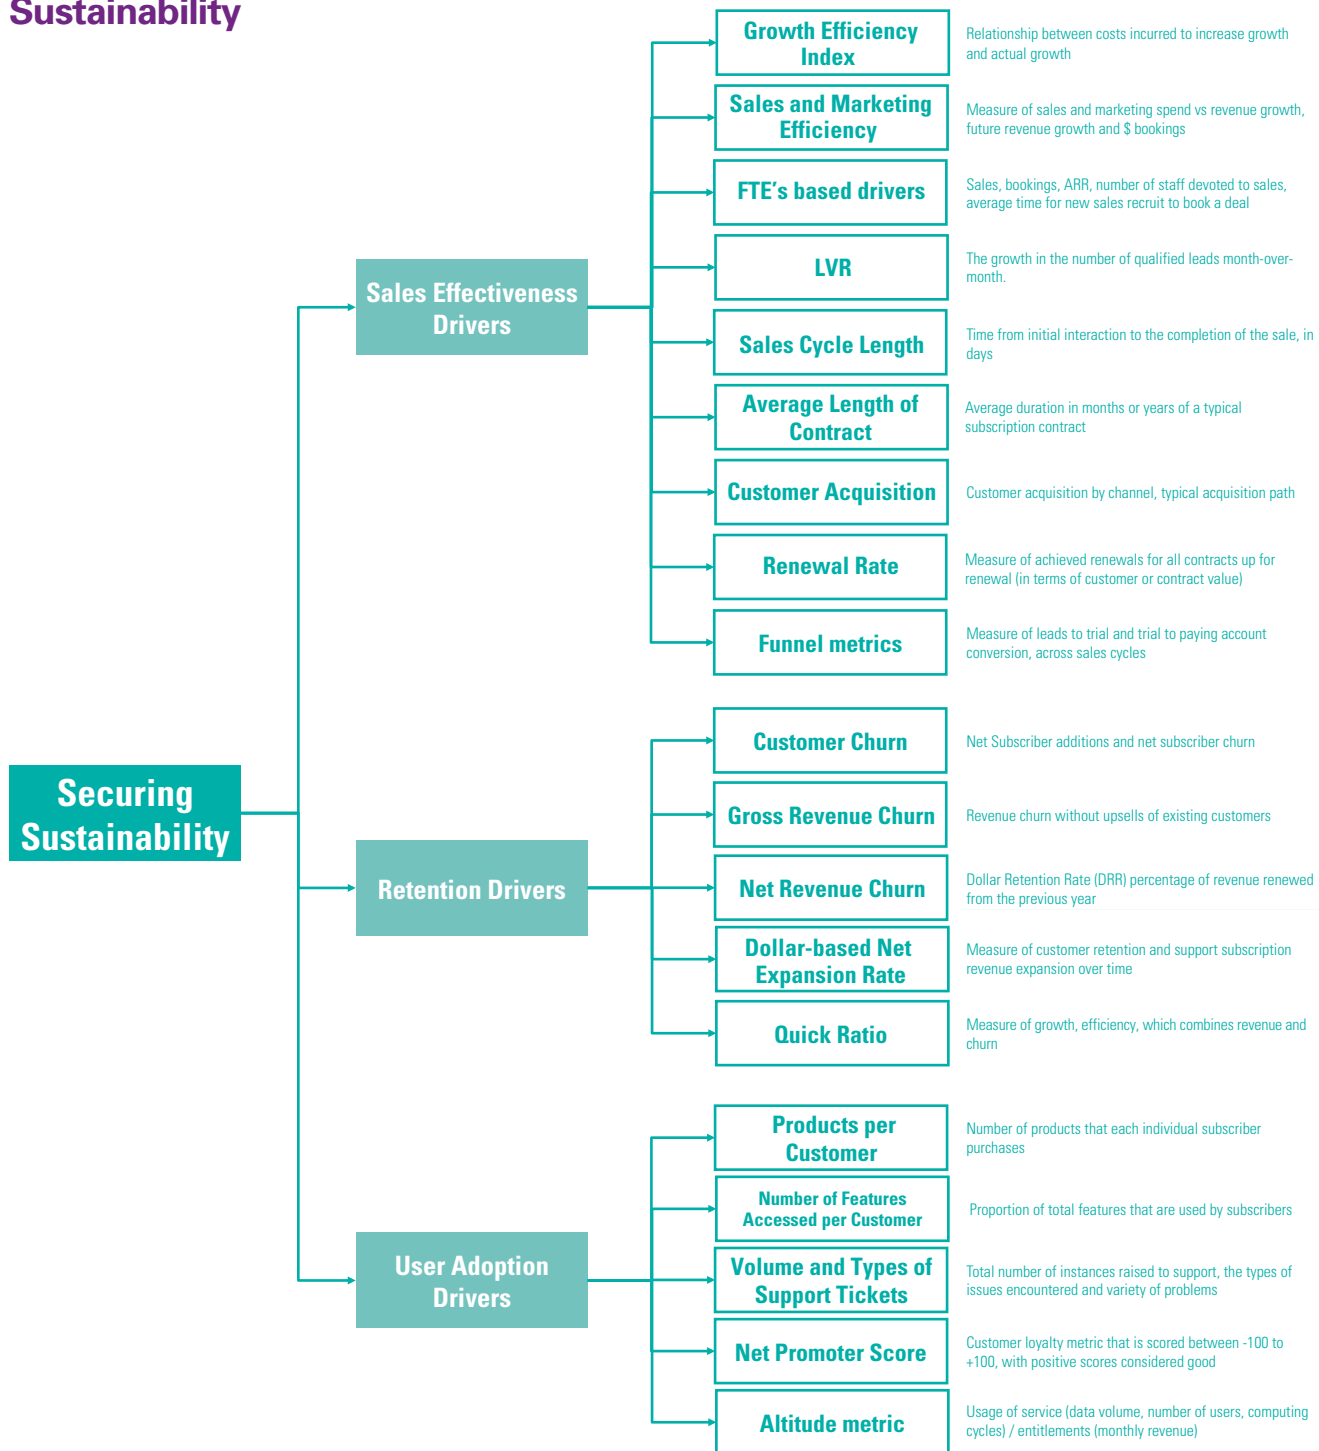 Sustainability
Growth Efficiency
Index
Relationship between costs incurred to increase growth
and actual growth
Sales and Marketing
Efficiency
Measure of sales and marketing spend vs revenue growth,
future revenue growth and $ bookings
FTE's based drivers
Sales, bookings, ARR, number of staff devoted to sales,
average time for new sales recruit to book a deal
LVR
The growth in the number of qualified leads month-over-
month.
Sales Effectiveness
Drivers
Sales Cycle Length
Time from initial interaction to the completion of the sale, in
days
Average Length of
Contract
Average duration in months or years of a typical
subscription contract
Customer Acquisition
Customer acquisition by channel, typical acquisition path
Renewal Rate
Measure of achieved renewals for all contracts up for
renewal (in terms of customer or contract value)
Funnel metrics
Measure of leads to trial and trial to paying account
conversion, across sales cycles
Securing
Sustainability
Customer Churn
Net Subscriber additions and net subscriber churn
Gross Revenue Churn
Revenue churn without upsells of existing customers
Retention Drivers
Net Revenue Churn
Dollar Retention Rate (DRR) percentage of revenue renewed
from the previous year
Dollar-based Net
Expansion Rate
Measure of customer retention and support subscription
revenue expansion over time
Quick Ratio
Measure of growth, efficiency, which combines revenue and
churn
Products per
Customer
Number of products that each individual subscriber
purchases
Number of Features
Accessed per Customer
Proportion of total features that are used by subscribers
User Adoption
Drivers
Volume and Types of
Support Tickets
Total number of instances raised to support, the types of
issues encountered and variety of problems
Net Promoter Score
Customer loyalty metric that is scored between -100 to
+100, with positive scores considered good
Altitude metric
Usage of service (data volume, number of users, computing
cycles) / entitlements (monthly revenue)